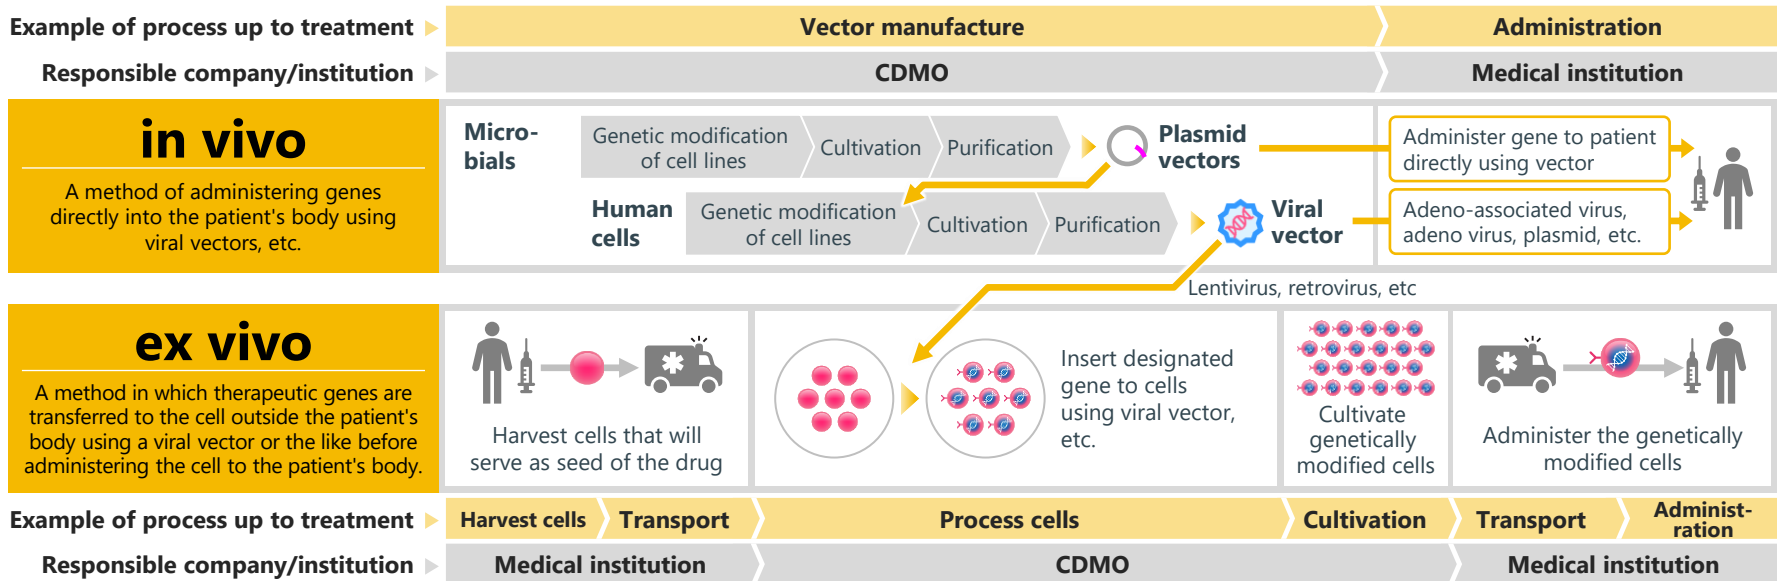 Example of process up to treatment
Vector manufacture
Administration
Responsible company/institution
CDMO
Medical institution
in vivo
A method of administering genes
directly into the patient's body using
viral vectors, etc.
Micro-
bials
Genetic modification
of cell lines
Cultivation
Purification
Plasmid
vectors
Administer gene to patient
directly using vector
Human
cells
Genetic modification
of cell lines
Cultivation
Purification
Viral
vector
Adeno-associated virus,
adeno virus, plasmid, etc.
Lentivirus, retrovirus, etc
ex vivo
A method in which therapeutic genes are
transferred to the cell outside the patient's
body using a viral vector or the like before
administering the cell to the patient's body.
Harvest cells that will
serve as seed of the drug
Insert designated
gene to cells
using viral vector,
etc.
Cultivate
genetically
modified cells
Administer the genetically
modified cells
Example of process up to treatment
Harvest cells
Transport
Process cells
Cultivation
Transport
Administ-
ration
Responsible company/institution
Medical institution
CDMO
Medical institution